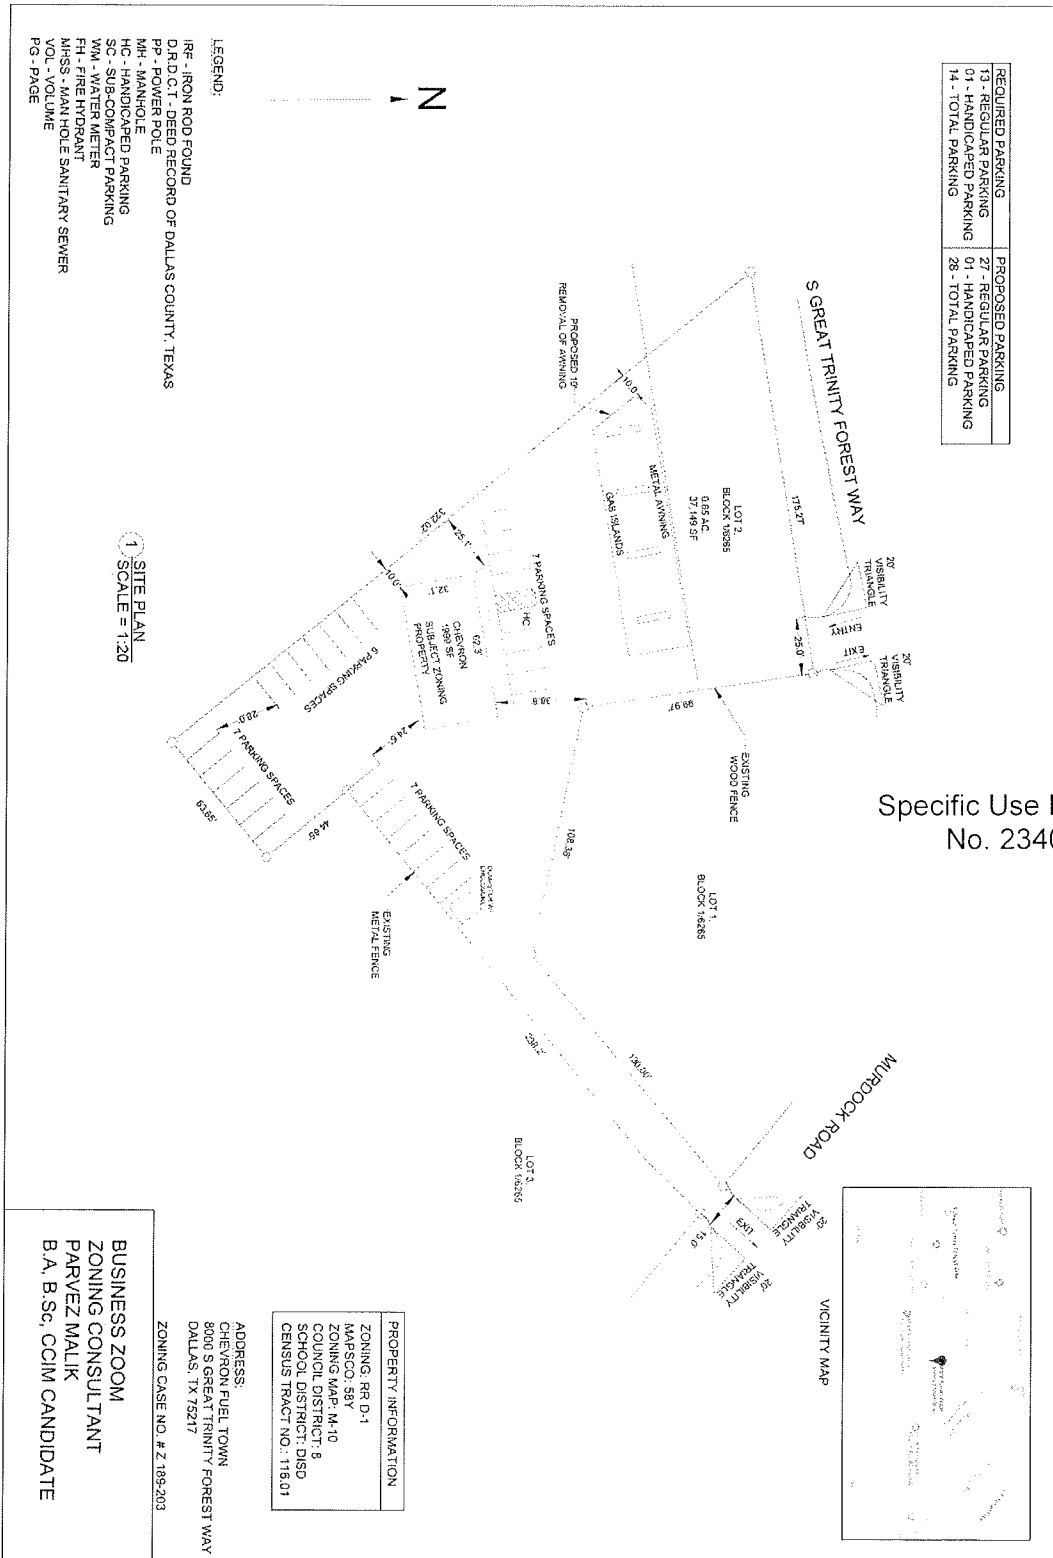 REQUIRED PARKING
13 - REGULAR PARKING
01 - HANDICAPED PARKING
14 - TOTAL PARKING
PROPOSED PARKING
27 - REGULAR PARKING
01 - HANDICAPED PARKING
28 - TOTAL PARKING
N
LEGEND:
IRF - IRON ROD FOUND
D.R.D.C.T - DEED RECORD OF DALLAS COUNTY, TEXAS
PP - POWER POLE
MH - MANHOLE
HC - HANDICAPED PARKING
SC - SUB-COMPACT PARKING
WM - WATER METER
FH - FIRE HYDRANT
MHSS - MAN HOLE SANITARY SEWER
VOL - VOLUME
PG - PAGE
S GREAT TRINITY FOREST WAY
175.27'
25.0'
20'
VISIBILITY
TRIANGLE
ENTRY
EXIT
20'
VISIBILITY
TRIANGLE
LOT 2,
BLOCK 1/6265
0.85 AC.
37,149 SF
METAL AWNING
GAS ISLANDS
10.0'
PROPOSED 10'
REMOVAL OF AWNING
322.02'
25.1'
7 PARKING SPACES
HC
62.3'
32.1'
CHEVRON
1990 SF
SUBJECT ZONING
PROPERTY
10.0'
99.97'
EXISTING
WOOD FENCE
6 PARKING SPACES
20.0'
24.6'
7 PARKING SPACES
63.65'
44.66'
7 PARKING SPACES
EXISTING
METAL FENCE
108.36'
LOT 1,
BLOCK 1/6265
238.2'
LOT 3,
BLOCK 1/6265
MURDOCK ROAD
EXIT
15.0'
20'
VISIBILITY
TRIANGLE
20'
VISIBILITY
TRIANGLE
1
SITE PLAN
SCALE = 1:20
Specific Use
No. 2340
VICINITY MAP
PROPERTY INFORMATION
ZONING: RR D-1
MAPSCO: 58Y
ZONING MAP: M-10
COUNCIL DISTRICT: 8
SCHOOL DISTRICT: DISD
CENSUS TRACT NO.: 116.01
ADDRESS:
CHEVRON FUEL TOWN
8000 S GREAT TRINITY FOREST WAY
DALLAS, TX 75217
ZONING CASE NO. # Z 189-203
BUSINESS ZOOM
ZONING CONSULTANT
PARVEZ MALIK
B.A, B.Sc, CCIM CANDIDATE